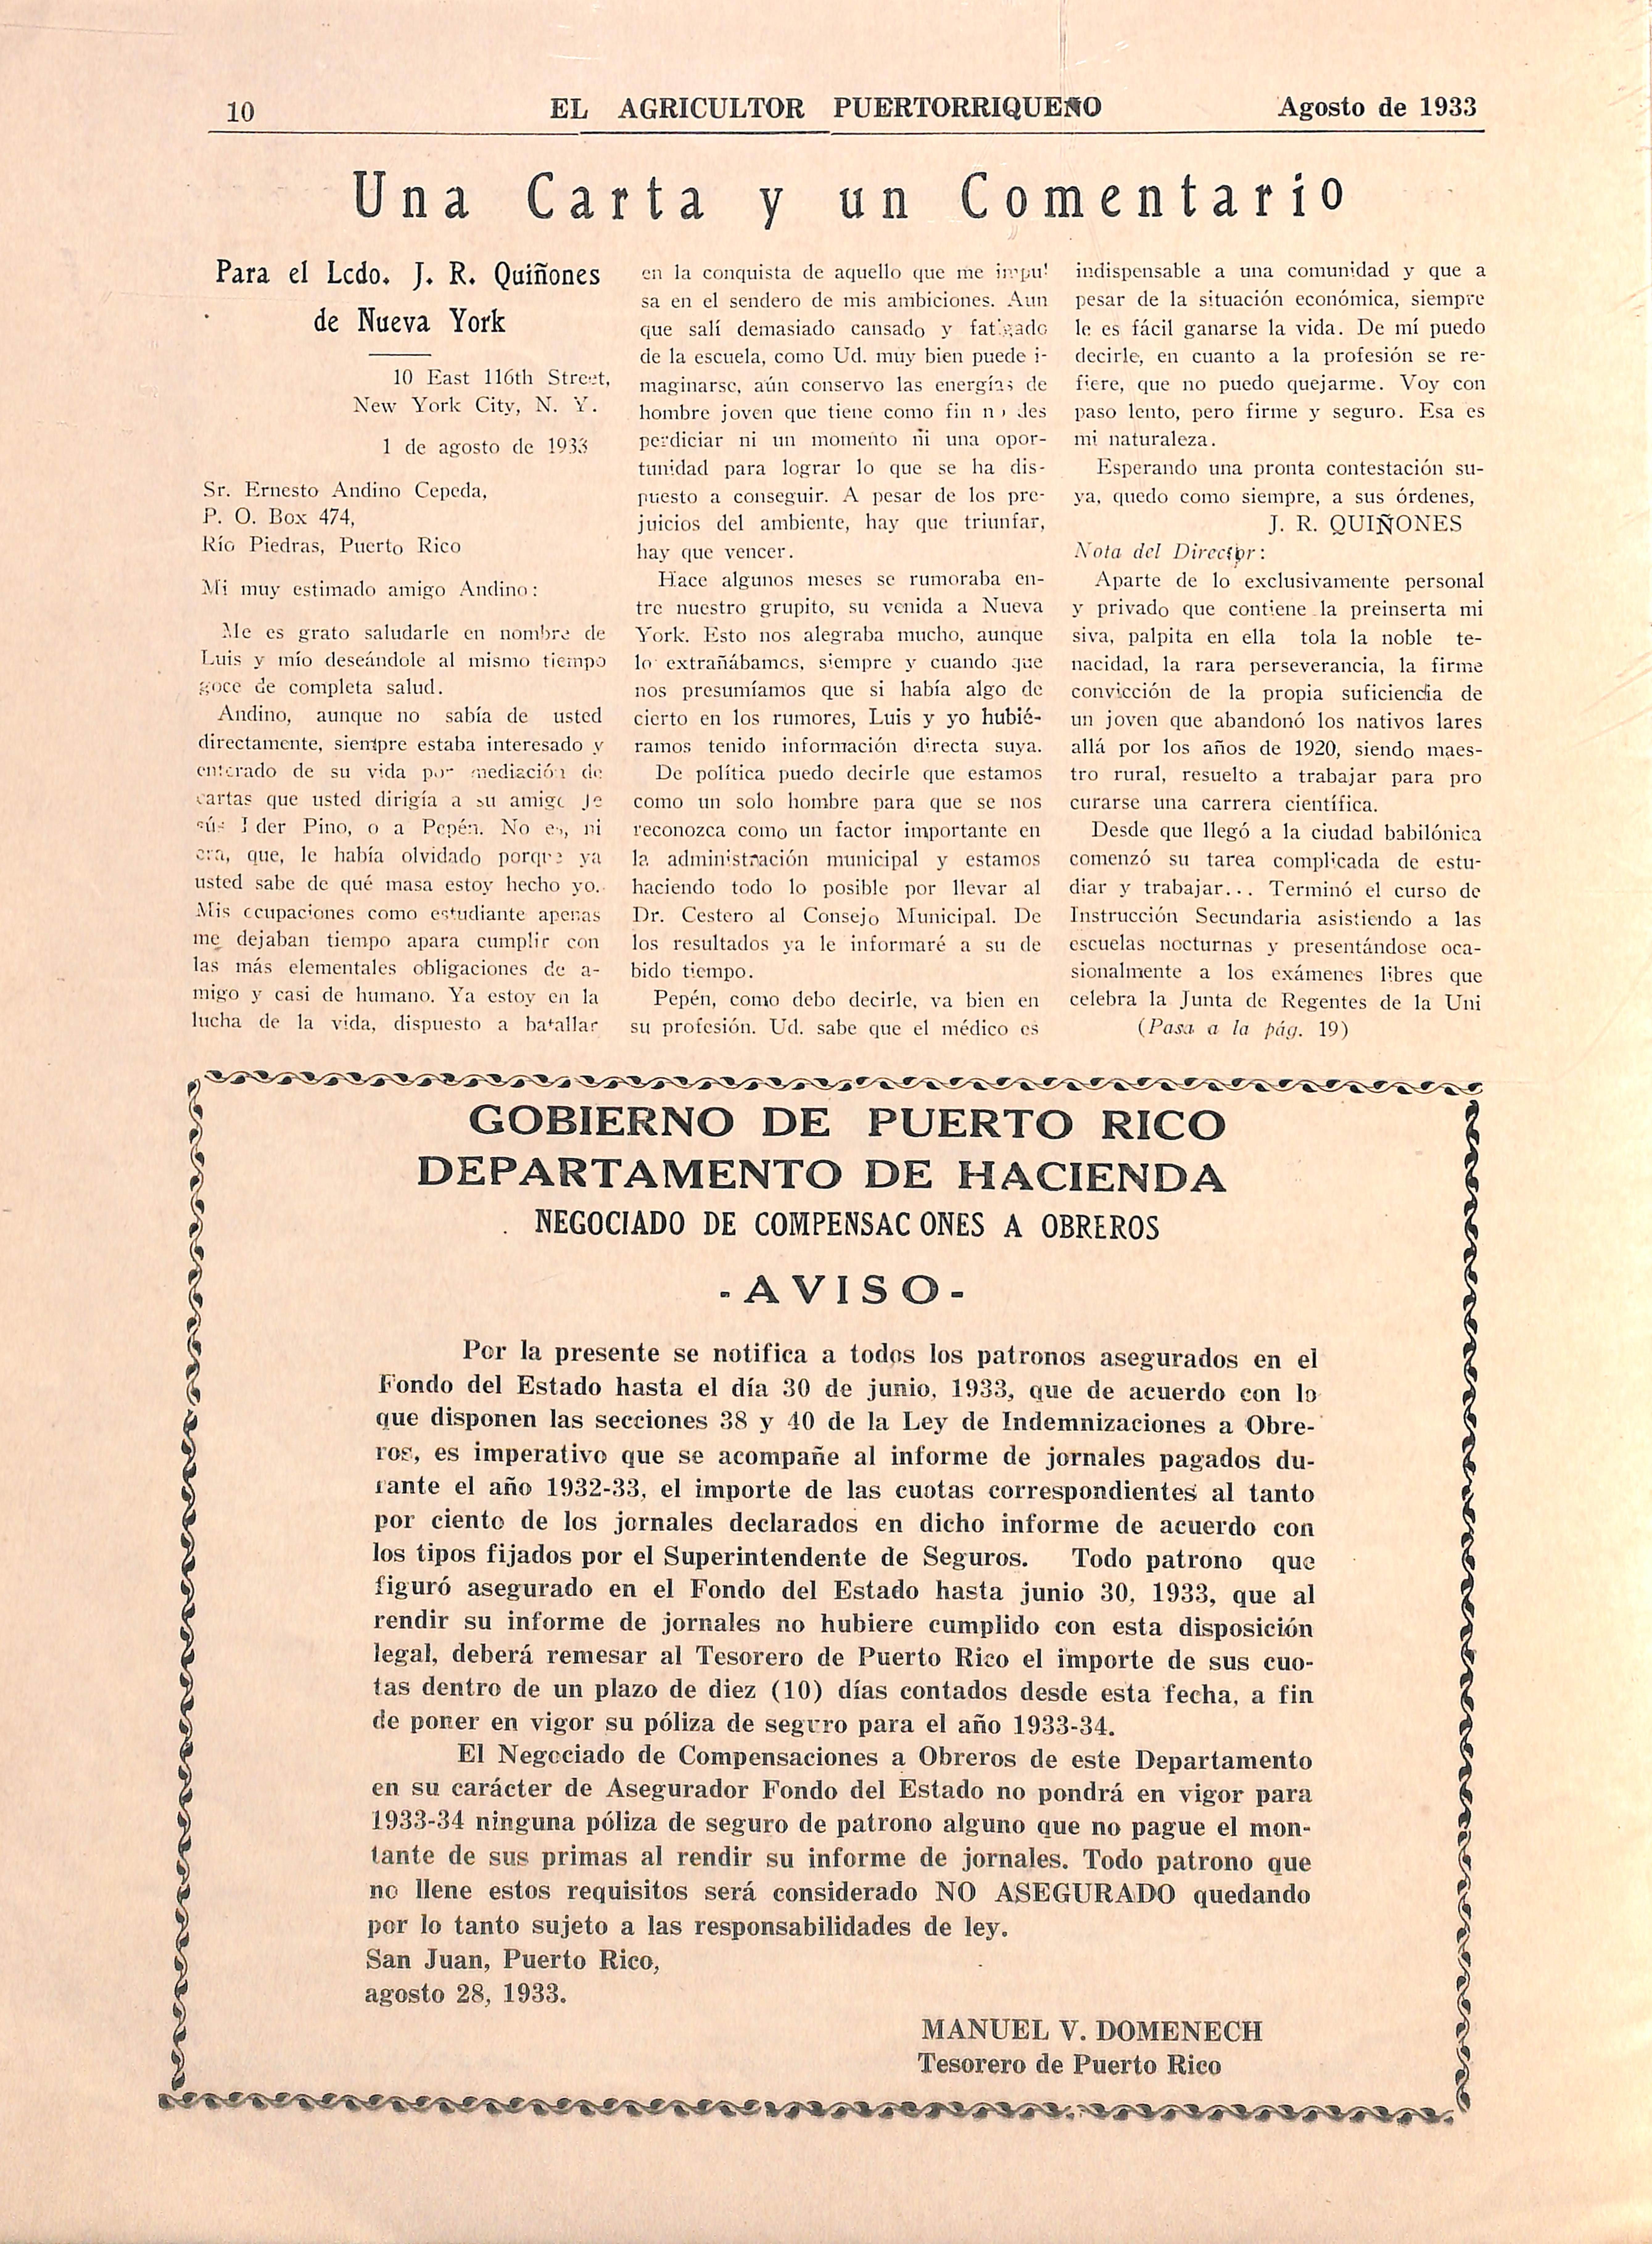 10
EL AGRICULTOR PUERTORRIQUEÑO
Agosto de 1933
Una Carta y un Comentario
Para el Lcdo. J. R. Quiñones
de Nueva York
10 East 116th Street,
New York City, N. Y.
1 de agosto de 1933
Sr. Ernesto Andino Cepeda,
P. O. Box 474,
Río Piedras, Puerto Rico
Mi muy estimado amigo Andino:
Me es grato saludarle en nombre de
Luis y mío deseándole al mismo tiempo
goce de completa salud.
Andino, aunque no sabía de usted
directamente, siempre estaba interesado y
enterado de su vida por mediación de
cartas que usted dirigía a su amigo Je
sús der Pino, o a Pepén. No es, ni
era, que, le había olvidado porque ya
usted sabe de qué masa estoy hecho yo.
Mis ocupaciones como estudiante apenas
me dejaban tiempo apara cumplir con
las más elementales obligaciones de a-
migo y casi de humano. Ya estoy en la
lucha de la vida, dispuesto a batallar
en la conquista de aquello que me impul
sa en el sendero de mis ambiciones. Aun
que salí demasiado cansado y fatigado
de la escuela, como Ud. muy bien puede i-
maginarse, aún conservo las energías de
hombre joven que tiene como fin no des
perdiciar ni un momento ni una opor-
tunidad para lograr lo que se ha dis-
puesto a conseguir. A pesar de los pre-
juicios del ambiente, hay que triunfar,
hay que vencer.
Hace algunos meses se rumoraba en-
tre nuestro grupito, su venida a Nueva
York. Esto nos alegraba mucho, aunque
lo extrañábamos, siempre y cuando que
nos presumíamos que si había algo de
cierto en los rumores, Luis y yo hubié-
ramos tenido información directa suya.
De política puedo decirle que estamos
como un solo hombre para que se nos
reconozca como un factor importante en
la administración municipal y estamos
haciendo todo lo posible por llevar al
Dr. Cestero al Consejo Municipal. De
los resultados ya le informaré a su de
bido tiempo.
Pepén, como debo decirle, va bien en
su profesión. Ud. sabe que el médico es
indispensable a una comunidad y que a
pesar de la situación económica, siempre
le es fácil ganarse la vida. De mí puedo
decirle, en cuanto a la profesión se re-
fiere, que no puedo quejarme. Voy con
paso lento, pero firme y seguro. Esa es
mi naturaleza.
Esperando una pronta contestación su-
ya, quedo como siempre, a sus órdenes,
J. R. QUIÑONES
Nota del Director:
Aparte de lo exclusivamente personal
y privado que contiene la preinserta mi
siva, palpita en ella tola la noble te-
nacidad, la rara perseverancia, la firme
convicción de la propia suficiencia de
un joven que abandonó los nativos lares
allá por los años de 1920, siendo maes-
tro rural, resuelto a trabajar para pro
curarse una carrera científica.
Desde que llegó a la ciudad babilónica
comenzó su tarea complicada de estu-
diar y trabajar... Terminó el curso de
Instrucción Secundaria asistiendo a las
escuelas nocturnas y presentándose oca-
sionalmente a los exámenes libres que
celebra la Junta de Regentes de la Uni
(Pasa a la pág. 19)
GOBIERNO DE PUERTO RICO
DEPARTAMENTO DE HACIENDA
NEGOCIADO DE COMPENSAC ONES A OBREROS
-AVISO-
Por la presente se notifica a todos los patronos asegurados en el
Fondo del Estado hasta el día 30 de junio, 1933, que de acuerdo con lo
que disponen las secciones 38 y 40 de la Ley de Indemnizaciones a Obre-
ros, es imperativo que se acompañe al informe de jornales pagados du-
rante el año 1932-33, el importe de las cuotas correspondientes al tanto
por ciento de los jornales declarados en dicho informe de acuerdo con
los tipos fijados por el Superintendente de Seguros. Todo patrono que
figuró asegurado en el Fondo del Estado hasta junio 30, 1933, que al
rendir su informe de jornales no hubiere cumplido con esta disposición
legal, deberá remesar al Tesorero de Puerto Rico el importe de sus cuo-
tas dentro de un plazo de diez (10) días contados desde esta fecha, a fin
de poner en vigor su póliza de seguro para el año 1933-34.
El Negociado de Compensaciones a Obreros de este Departamento
en su carácter de Asegurador Fondo del Estado no pondrá en vigor para
1933-34 ninguna póliza de seguro de patrono alguno que no pague el mon-
tante de sus primas al rendir su informe de jornales. Todo patrono que
no llene estos requisitos será considerado NO ASEGURADO quedando
por lo tanto sujeto a las responsabilidades de ley.
San Juan, Puerto Rico,
agosto 28, 1933.
MANUEL V. DOMENECH
Tesorero de Puerto Rico